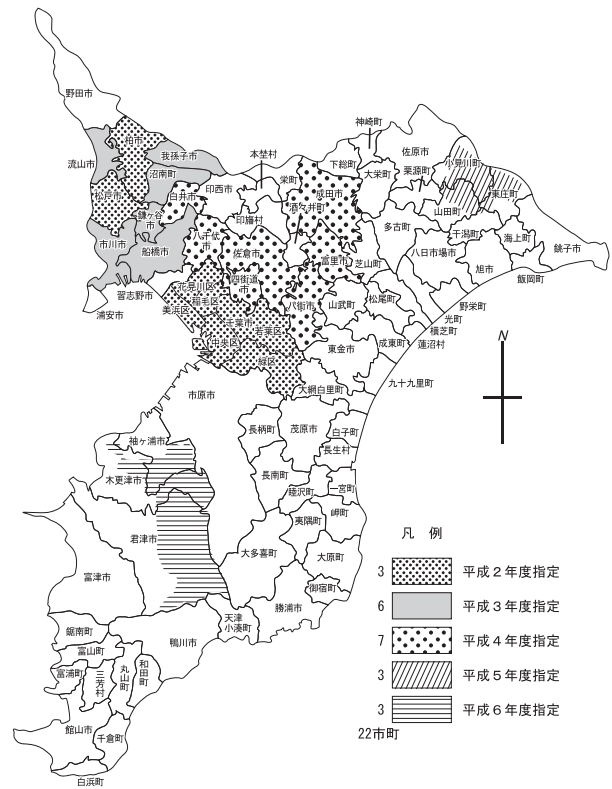 野田市
神崎町
柏市
流山市
我孫子市
本埜村
下総町
佐原市
小見川町
沼南町
栄町
大栄町
栗源町
松戸市
白井市
印西市
成田市
東庄町
酒々井町
山田町
鎌ヶ谷
市
印旛村
多古町
干潟町
海上町
市川市
八千代
市
船橋市
佐倉市
八日市場市
銚子市
富里市
芝山町
旭市
飯岡町
四街道
市
習志野市
花見川区
稲毛区
美浜区
八街市
山武町
松尾町
野栄町
浦安市
光町
千葉市
若葉区
横芝町
中央区
東金市
成東町
蓮沼村
N
緑区
九十九里町
大網白里町
市原市
長柄町
茂原市
白子町
袖ヶ浦市
長生村
木更津市
長南町
睦沢町
一宮町
岬町
夷隅町
君津市
大多喜町
大原町
富津市
御宿町
勝浦市
天津
小湊町
鋸南町
鴨川市
富山町
富浦町
三芳村
丸山町
和田町
館山市
千倉町
白浜町
凡 例
3 平成2年度指定
6 平成3年度指定
7 平成4年度指定
3 平成5年度指定
3 平成6年度指定
22市町